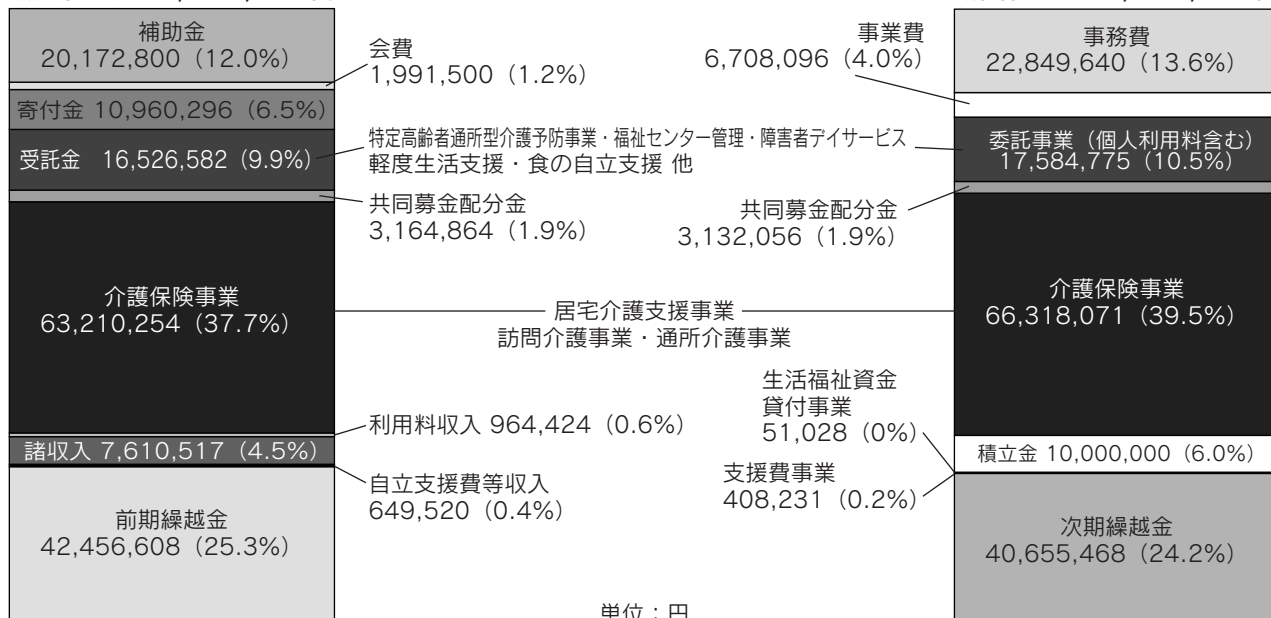 補助金
20,172,800（12.0%）
会費
1,991,500（1.2%）
寄付金 10,960,296（6.5%）
受託金 16,526,582（9.9%）
特定高齢者通所型介護予防事業・福祉センター管理・障害者デイサービス
軽度生活支援・食の自立支援 他
共同募金配分金
3,164,864（1.9%）
介護保険事業
63,210,254（37.7%）
居宅介護支援事業
訪問介護事業・通所介護事業
利用料収入 964,424（0.6%）
諸収入 7,610,517（4.5%）
自立支援費等収入
649,520（0.4%）
前期繰越金
42,456,608（25.3%）
事業費
6,708,096（4.0%）
事務費
22,849,640（13.6%）
委託事業（個人利用料含む）
17,584,775（10.5%）
共同募金配分金
3,132,056（1.9%）
介護保険事業
66,318,071（39.5%）
生活福祉資金
貸付事業
51,028（0%）
積立金 10,000,000（6.0%）
支援費事業
408,231（0.2%）
次期繰越金
40,655,468（24.2%）
単位：円